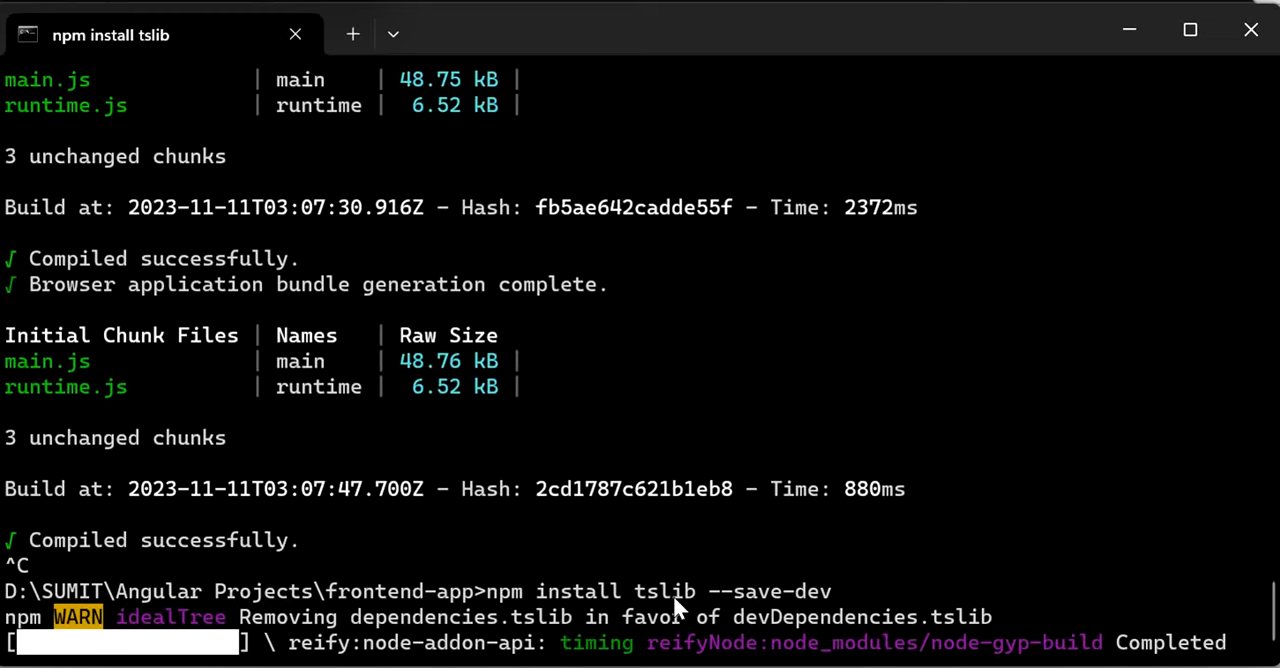 npm install tslib
main.js | main | 48.75 kB |
runtime.js | runtime | 6.52 kB |
3 unchanged chunks
Build at: 2023-11-11T03:07:30.916Z - Hash: fb5ae642cadde55f - Time: 2372ms
√ Compiled successfully.
√ Browser application bundle generation complete.
Initial Chunk Files | Names | Raw Size
main.js | main | 48.76 kB |
runtime.js | runtime | 6.52 kB |
3 unchanged chunks
Build at: 2023-11-11T03:07:47.700Z - Hash: 2cd1787c621b1eb8 - Time: 880ms
√ Compiled successfully.
^C
D:\SUMIT\Angular Projects\frontend-app>npm install tslib --save-dev
npm WARN idealTree Removing dependencies.tslib in favor of devDependencies.tslib
[ ] \ reify:node-addon-api: timing reifyNode:node_modules/node-gyp-build Completed